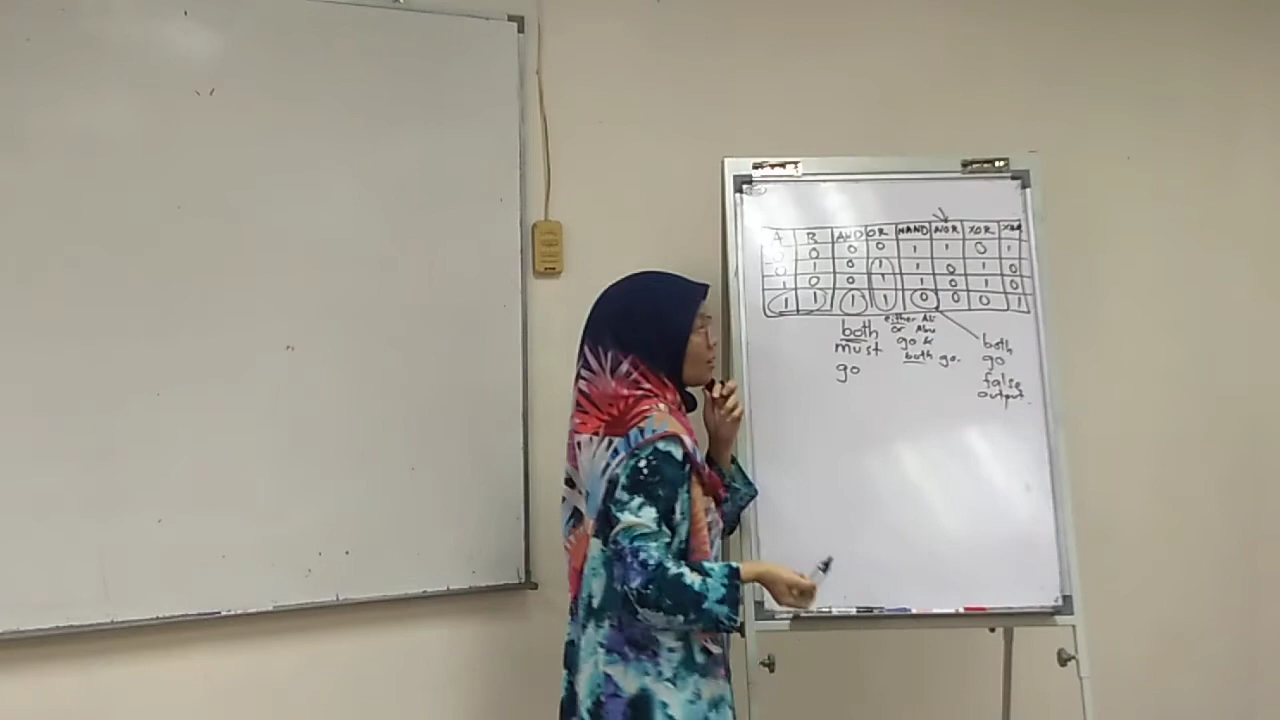 A B AND OR NAND NOR XOR
0 0 0 0 1 1 0 1
0 1 0 1 1 0 1 0
1 0 0 1 1 0 1 0
1 1 1 1 0 0 0 1
both
must
go
either Ali
or Abu
go &
both go.
both
go
false
output.